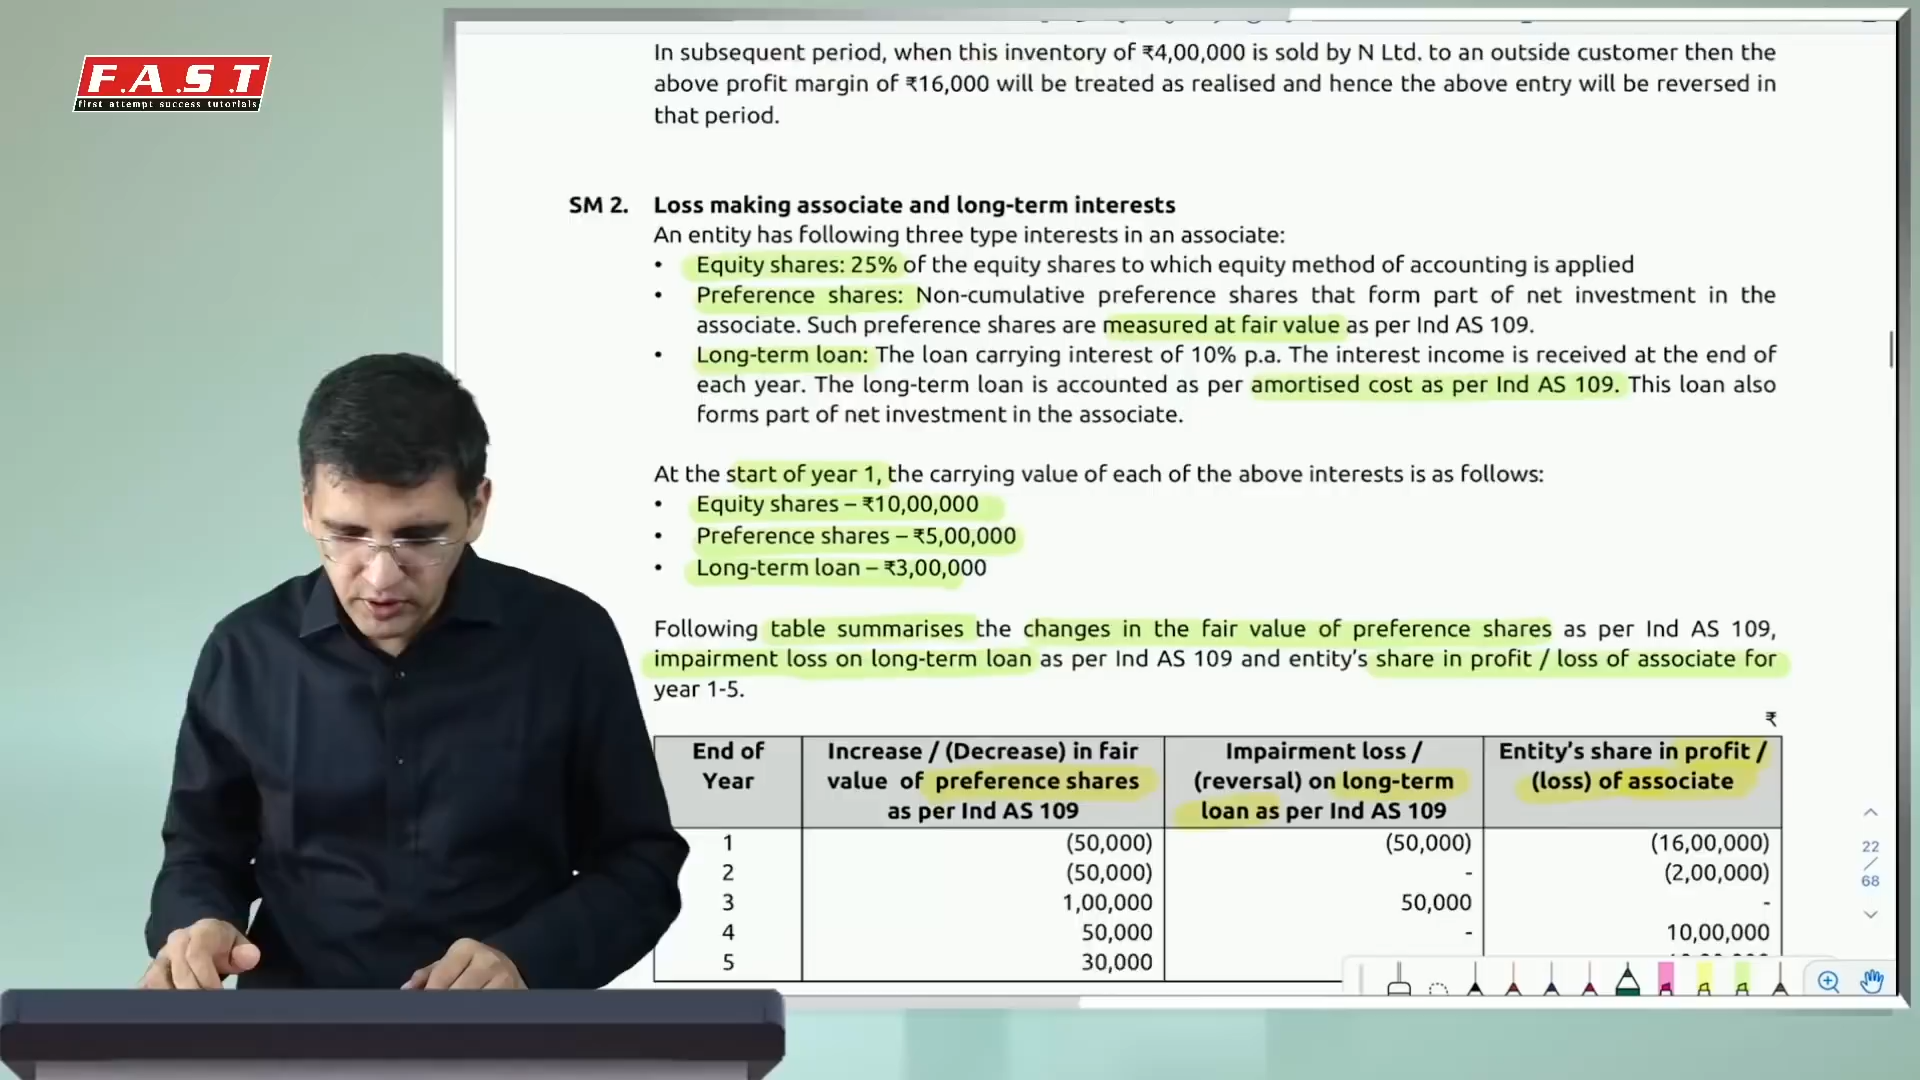 F.A.S.T
first attempt success tutorials
In subsequent period, when this inventory of ₹4,00,000 is sold by N Ltd. to an outside customer then the
above profit margin of ₹16,000 will be treated as realised and hence the above entry will be reversed in
that period.
SM 2. Loss making associate and long-term interests
An entity has following three type interests in an associate:
• Equity shares: 25% of the equity shares to which equity method of accounting is applied
• Preference shares: Non-cumulative preference shares that form part of net investment in the
associate. Such preference shares are measured at fair value as per Ind AS 109.
• Long-term loan: The loan carrying interest of 10% p.a. The interest income is received at the end of
each year. The long-term loan is accounted as per amortised cost as per Ind AS 109. This loan also
forms part of net investment in the associate.
At the start of year 1, the carrying value of each of the above interests is as follows:
• Equity shares – ₹10,00,000
• Preference shares – ₹5,00,000
• Long-term loan – ₹3,00,000
Following table summarises the changes in the fair value of preference shares as per Ind AS 109,
impairment loss on long-term loan as per Ind AS 109 and entity's share in profit / loss of associate for
year 1-5.
₹
End of Year | Increase / (Decrease) in fair value of preference shares as per Ind AS 109 | Impairment loss / (reversal) on long-term loan as per Ind AS 109 | Entity's share in profit / (loss) of associate
1 (50,000) (50,000) (16,00,000)
2 (50,000) - (2,00,000)
3 1,00,000 50,000 -
4 50,000 - 10,00,000
5 30,000
22
/
68